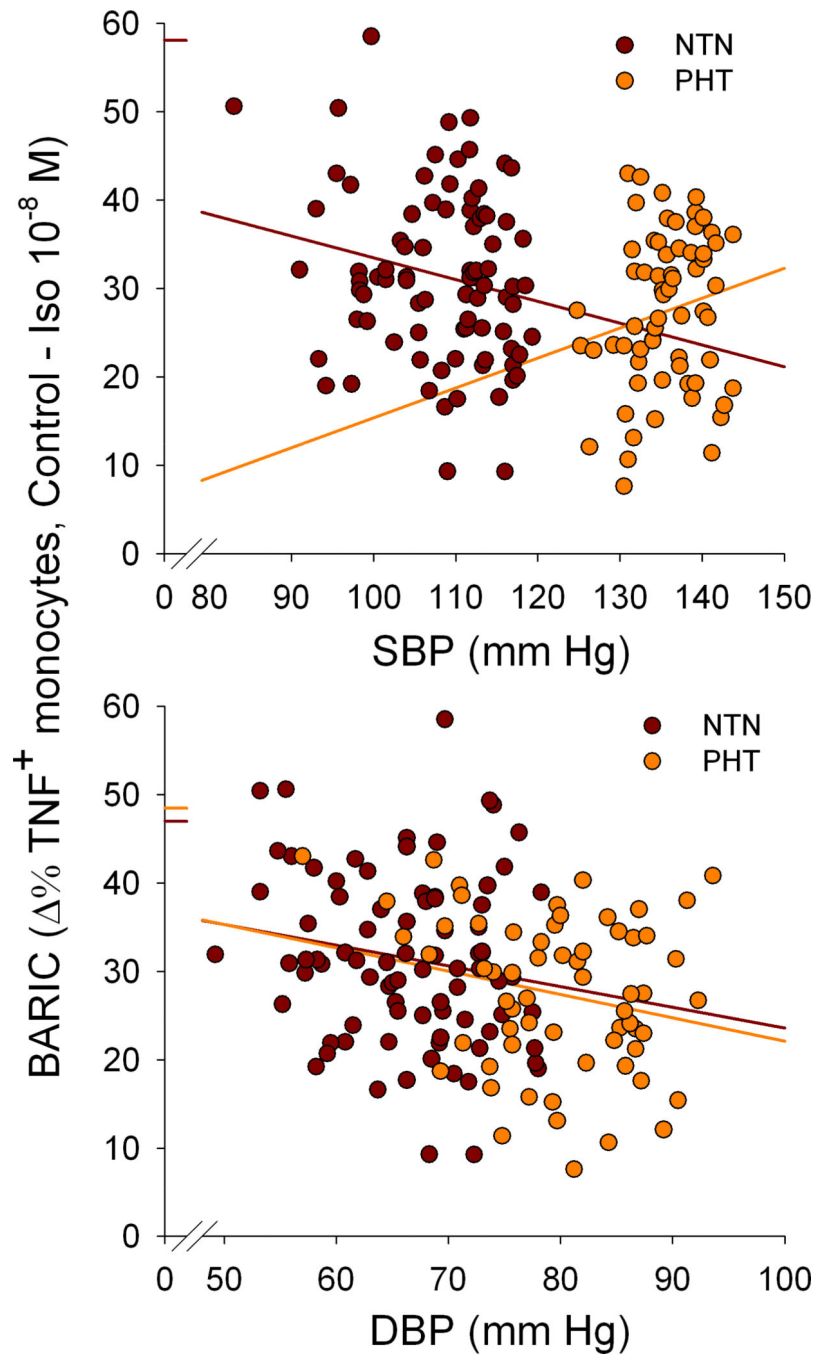 BARIC (Δ% TNF⁺ monocytes, Control - Iso 10⁻⁸ M)
60
50
40
30
20
10
0
NTN
PHT
0 80 90 100 110 120 130 140 150
SBP (mm Hg)
60
50
40
30
20
10
0
NTN
PHT
0 50 60 70 80 90 100
DBP (mm Hg)